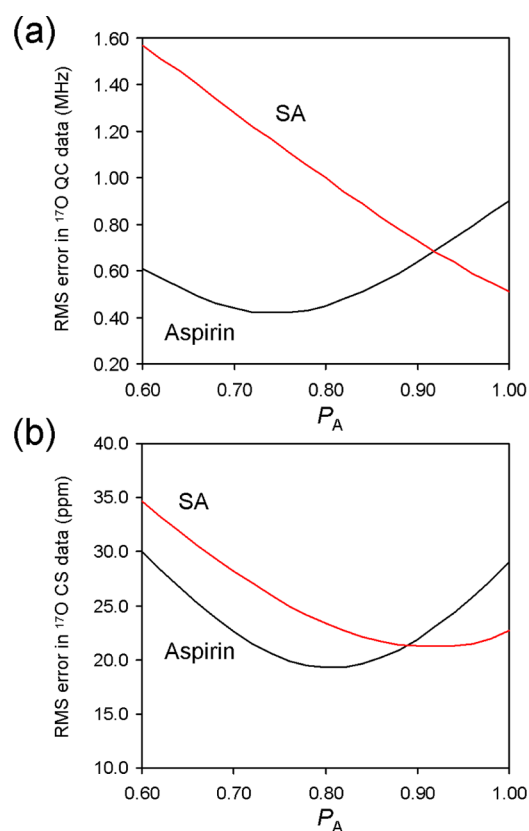 (a)
RMS error in ¹⁷O QC data (MHz)
1.60
1.40
1.20
1.00
0.80
0.60
0.40
0.20
SA
Aspirin
0.60
0.70
0.80
0.90
1.00
P_A
(b)
RMS error in ¹⁷O CS data (ppm)
40.0
35.0
30.0
25.0
20.0
15.0
10.0
SA
Aspirin
0.60
0.70
0.80
0.90
1.00
P_A